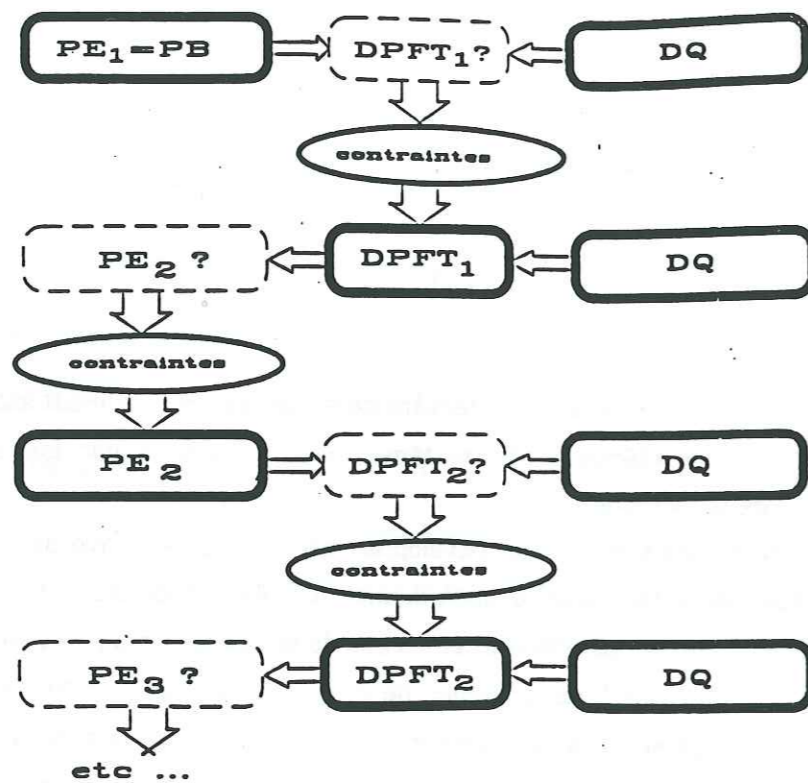 PE₁=PB DPFT₁? DQ
contraintes
PE₂ ? DPFT₁ DQ
contraintes
PE₂ DPFT₂? DQ
contraintes
PE₃ ? DPFT₂ DQ
etc ...